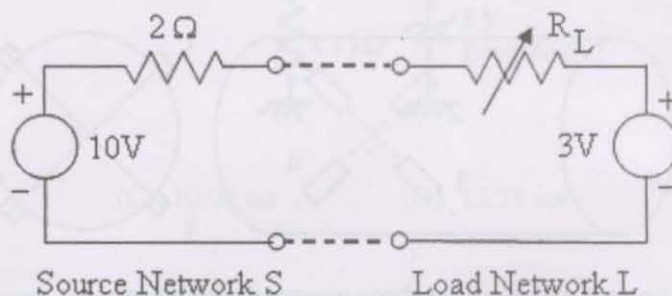 2 Ω
R_L
+
10V
-
+
3V
-
Source Network S
Load Network L